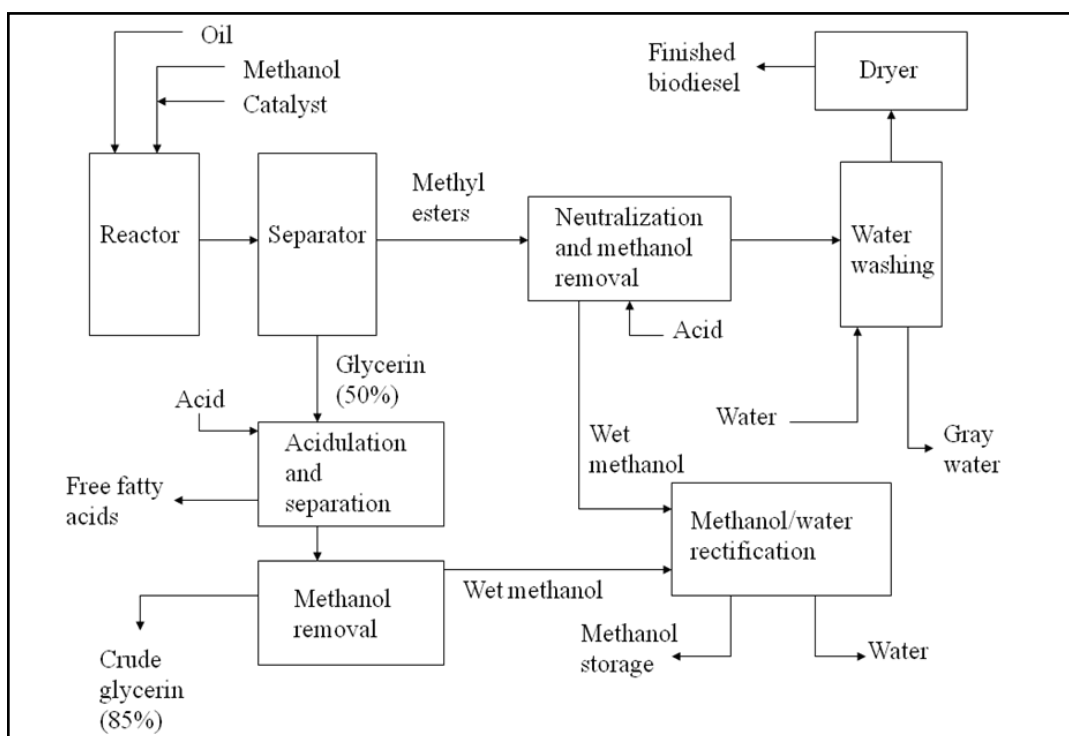 Oil
Methanol
Catalyst
Finished
biodiesel
Dryer
Reactor
Separator
Methyl
esters
Neutralization
and methanol
removal
Water
washing
Acid
Glycerin
(50%)
Acid
Water
Gray
water
Wet
methanol
Acidulation
and
separation
Free fatty
acids
Methanol/water
rectification
Methanol
removal
Wet methanol
Methanol
storage
Water
Crude
glycerin
(85%)